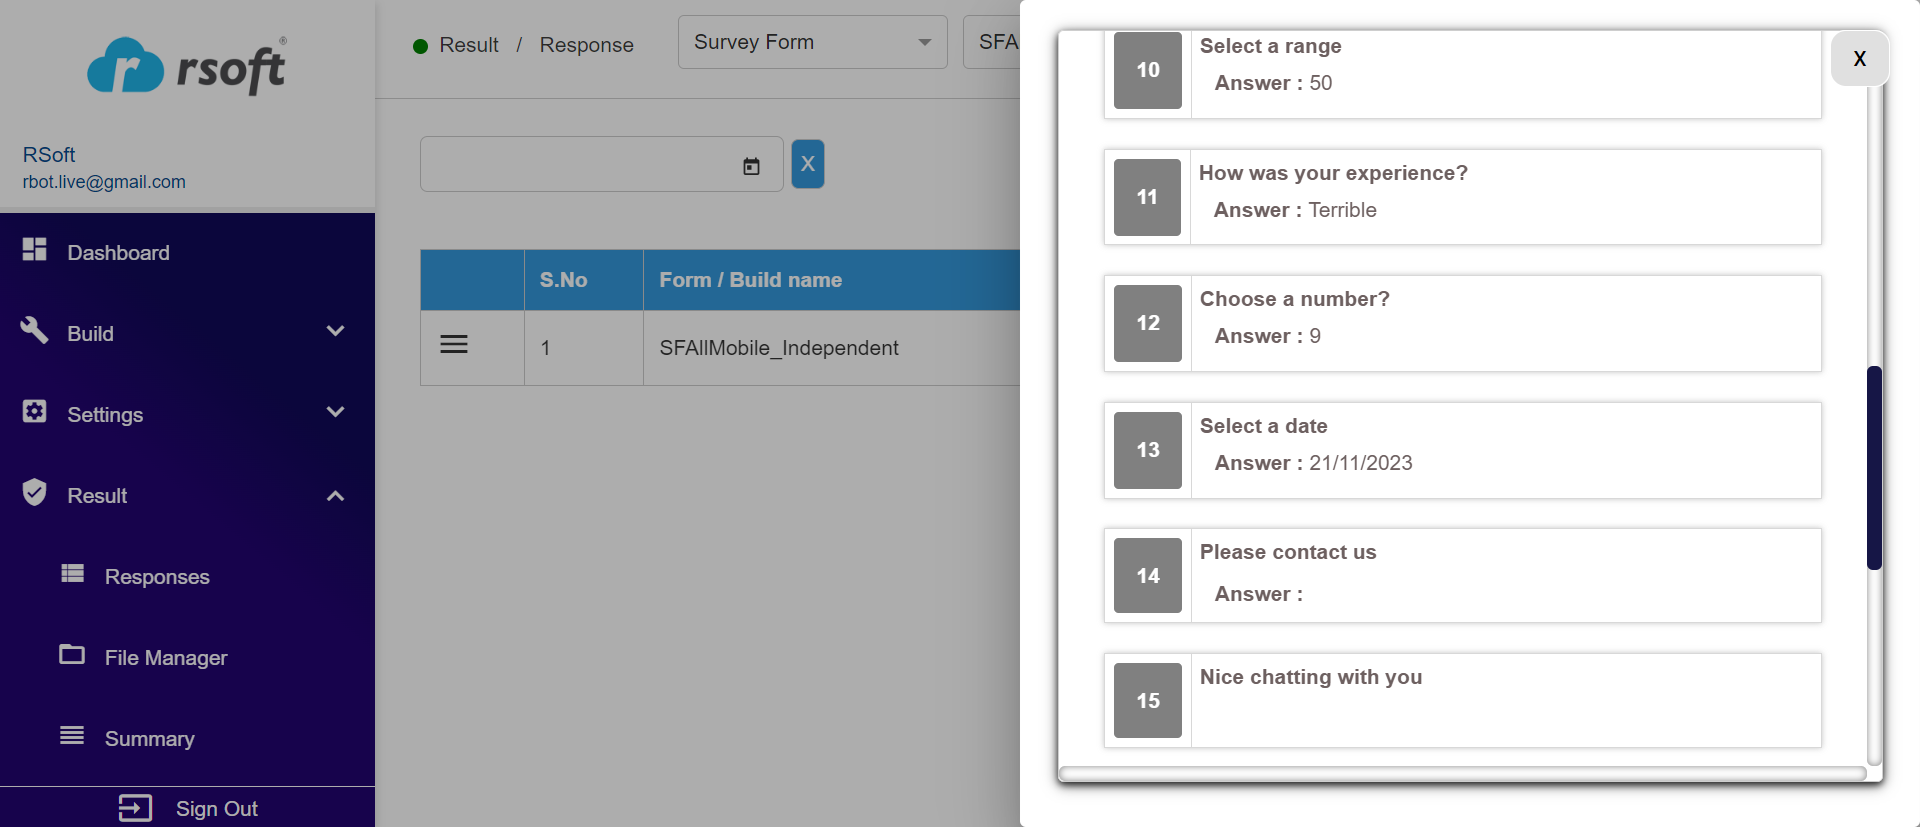 rsoft®
RSoft
rbot.live@gmail.com
Dashboard
Build
Settings
Result
Responses
File Manager
Summary
Sign Out
Result / Response
Survey Form
SFA
X
S.No
Form / Build name
1
SFAllMobile_Independent
X
10
Select a range
Answer : 50
11
How was your experience?
Answer : Terrible
12
Choose a number?
Answer : 9
13
Select a date
Answer : 21/11/2023
14
Please contact us
Answer :
15
Nice chatting with you